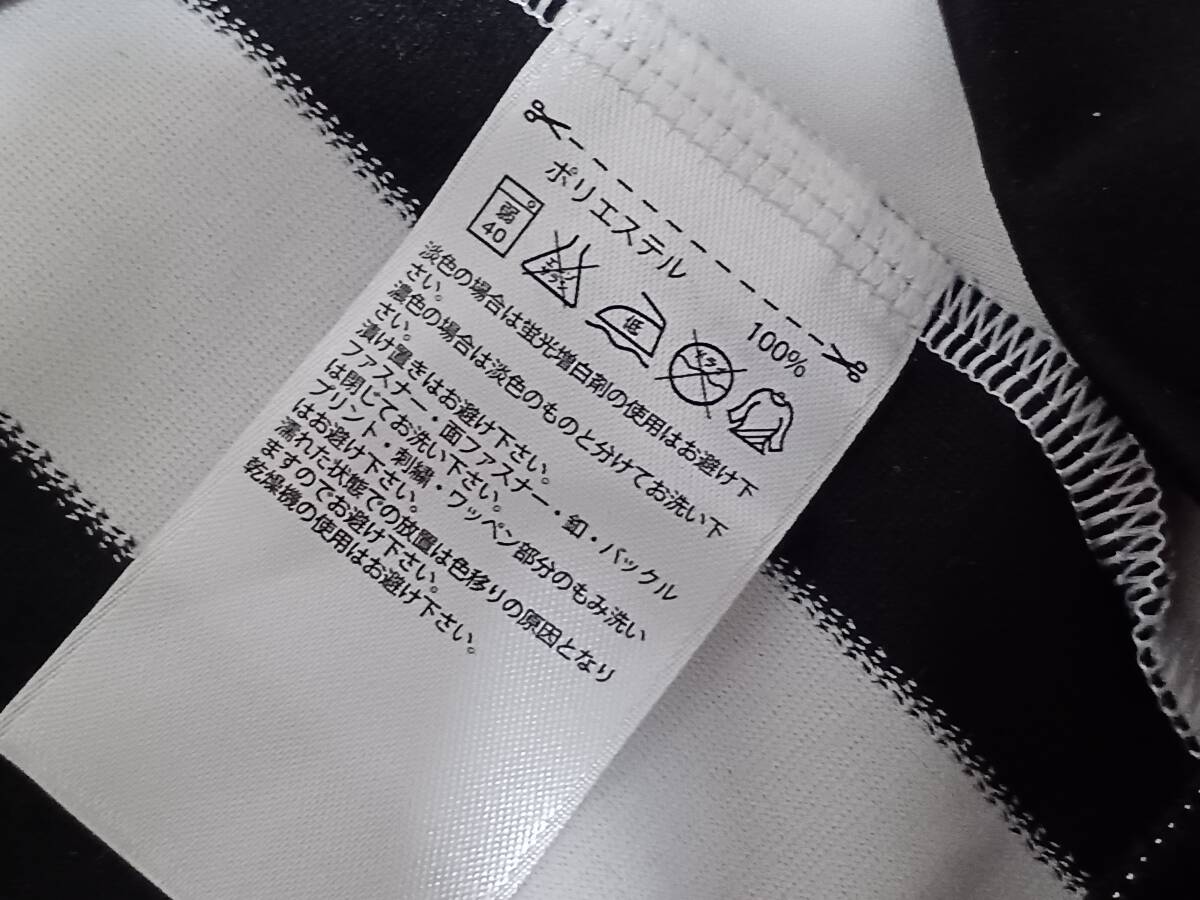 ポリエステル 100%
弱
40
エンソ
サラシ
低
ドライ
淡色の場合は蛍光増白剤の使用はお避け下
さい。
濃色の場合は淡色のものと分けてお洗い下
さい。
漬け置きはお避け下さい。
ファスナー・面ファスナー・釦・バックル
は閉じてお洗い下さい。
プリント・刺繍・ワッペン部分のもみ洗い
はお避け下さい。
濡れた状態での放置は色移りの原因となり
ますのでお避け下さい。
乾燥機の使用はお避け下さい。